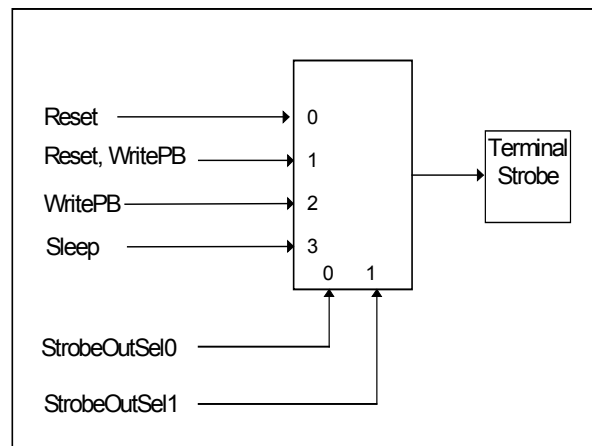 Reset
0
Reset, WritePB
1
WritePB
2
Sleep
3
0 1
Terminal
Strobe
StrobeOutSel0
StrobeOutSel1